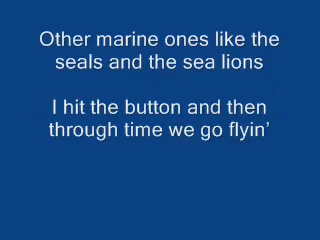 Other marine ones like the
seals and the sea lions
I hit the button and then
through time we go flyin’